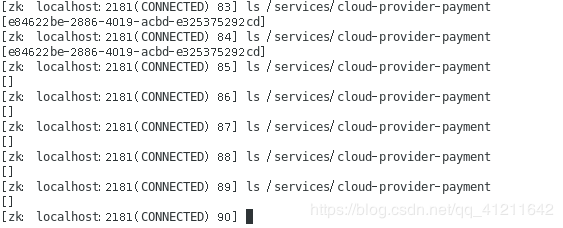 [zk: localhost:2181(CONNECTED) 83] ls /services/cloud-provider-payment
[e84622be-2886-4019-acbd-e325375292cd]
[zk: localhost:2181(CONNECTED) 84] ls /services/cloud-provider-payment
[e84622be-2886-4019-acbd-e325375292cd]
[zk: localhost:2181(CONNECTED) 85] ls /services/cloud-provider-payment
[]
[zk: localhost:2181(CONNECTED) 86] ls /services/cloud-provider-payment
[]
[zk: localhost:2181(CONNECTED) 87] ls /services/cloud-provider-payment
[]
[zk: localhost:2181(CONNECTED) 88] ls /services/cloud-provider-payment
[]
[zk: localhost:2181(CONNECTED) 89] ls /services/cloud-provider-payment
[]
[zk: localhost:2181(CONNECTED) 90]
https://blog.csdn.net/qq_41211642